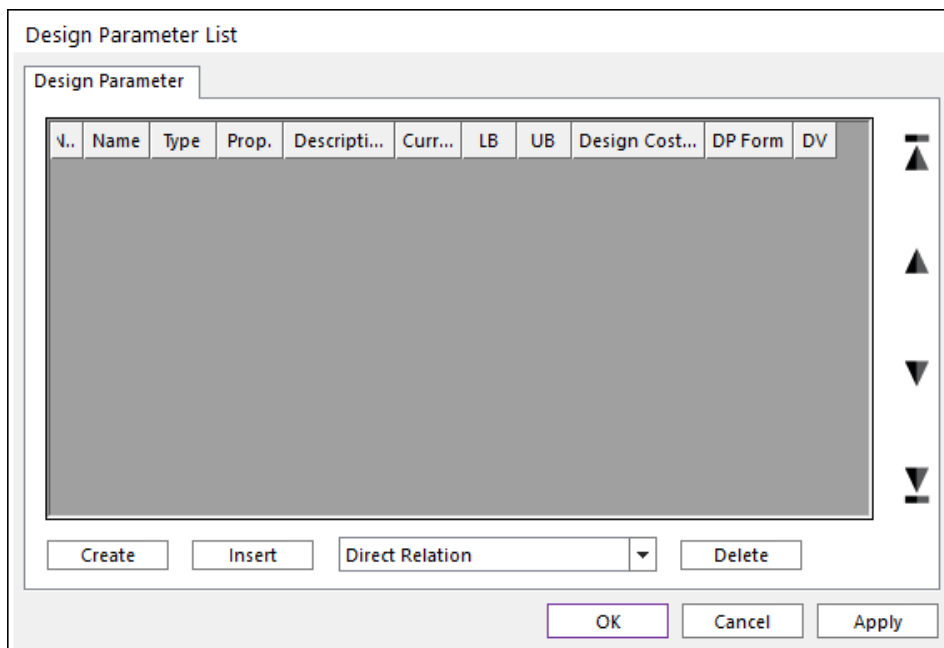 Design Parameter List
Design Parameter
N.. Name Type Prop. Descripti... Curr... LB UB Design Cost... DP Form DV
Create Insert Direct Relation Delete
OK Cancel Apply